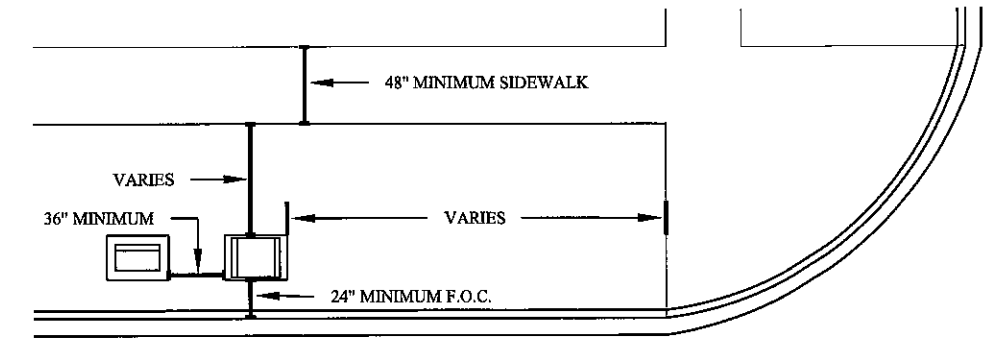 48" MINIMUM SIDEWALK
VARIES
36" MINIMUM
VARIES
24" MINIMUM F.O.C.